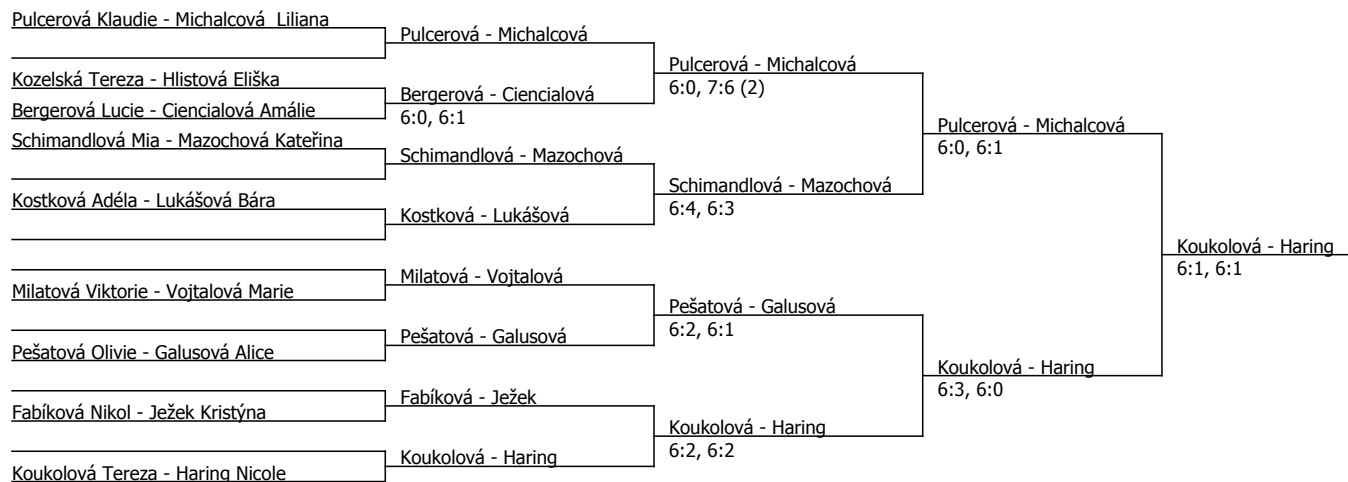 Pulcerová Klaudie - Michalcová  Liliana
Kozelská Tereza - Hlistová Eliška
Bergerová Lucie - Ciencialová Amálie
Schimandlová Mia - Mazochová Kateřina
Kostková Adéla - Lukášová Bára
Milatová Viktorie - Vojtalová Marie
Pešatová Olivie - Galusová Alice
Fabíková Nikol - Ježek Kristýna
Koukolová Tereza - Haring Nicole
Pulcerová - Michalcová
Bergerová - Ciencialová
6:0, 6:1
Schimandlová - Mazochová
Kostková - Lukášová
Milatová - Vojtalová
Pešatová - Galusová
Fabíková - Ježek
Koukolová - Haring
Pulcerová - Michalcová
6:0, 7:6 (2)
Schimandlová - Mazochová
6:4, 6:3
Pešatová - Galusová
6:2, 6:1
Koukolová - Haring
6:2, 6:2
Pulcerová - Michalcová
6:0, 6:1
Koukolová - Haring
6:3, 6:0
Koukolová - Haring
6:1, 6:1